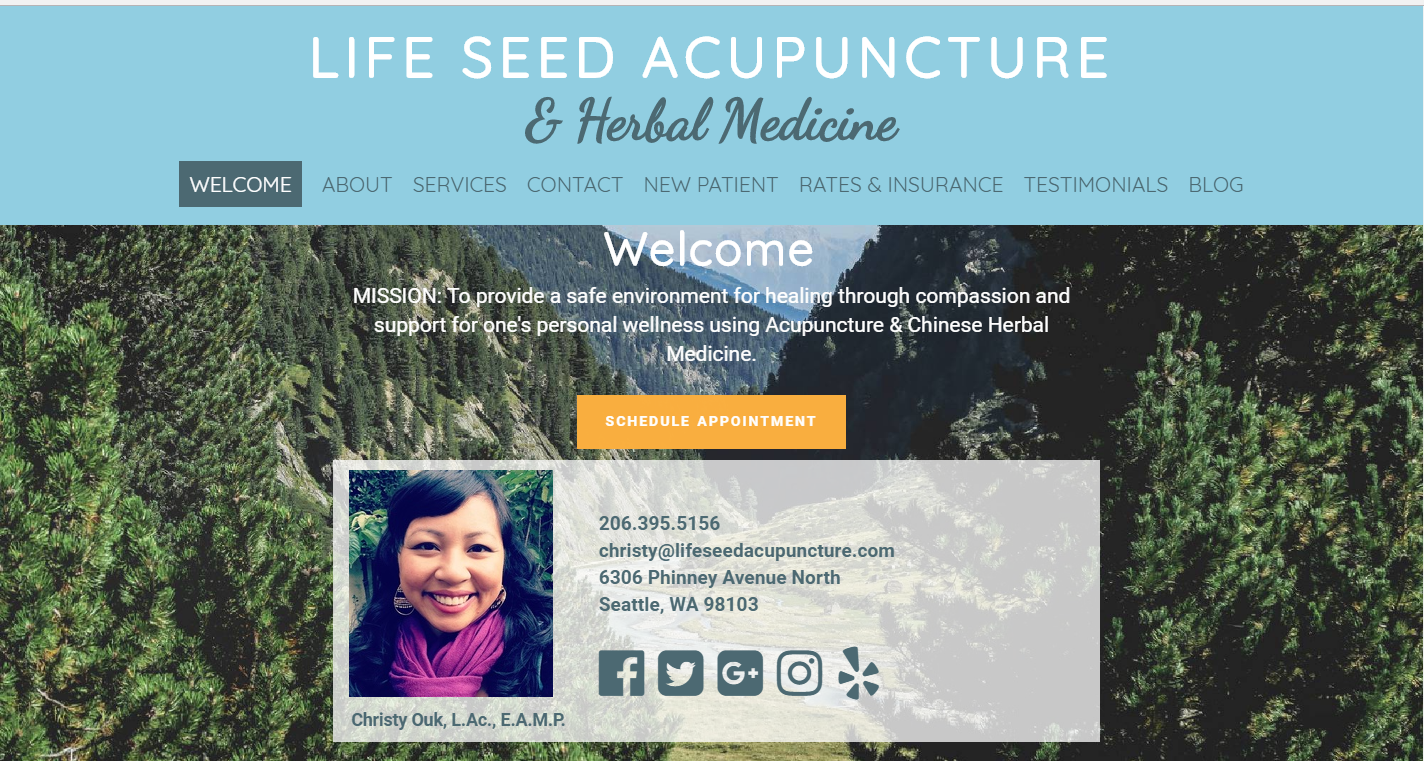 LIFE SEED ACUPUNCTURE
& Herbal Medicine
WELCOME ABOUT SERVICES CONTACT NEW PATIENT RATES & INSURANCE TESTIMONIALS BLOG
Welcome
MISSION: To provide a safe environment for healing through compassion and
support for one's personal wellness using Acupuncture & Chinese Herbal
Medicine.
SCHEDULE APPOINTMENT
206.395.5156
christy@lifeseedacupuncture.com
6306 Phinney Avenue North
Seattle, WA 98103
G+
Christy Ouk, L.Ac., E.A.M.P.